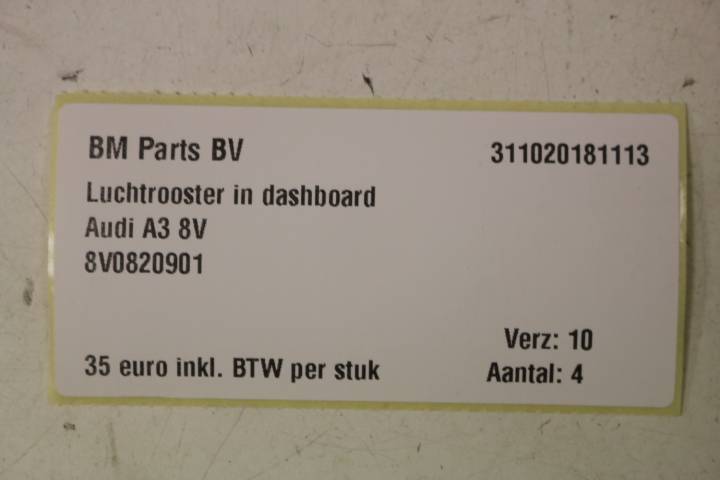 BM Parts BV 311020181113
Luchtrooster in dashboard
Audi A3 8V
8V0820901
Verz: 10
35 euro inkl. BTW per stuk Aantal: 4